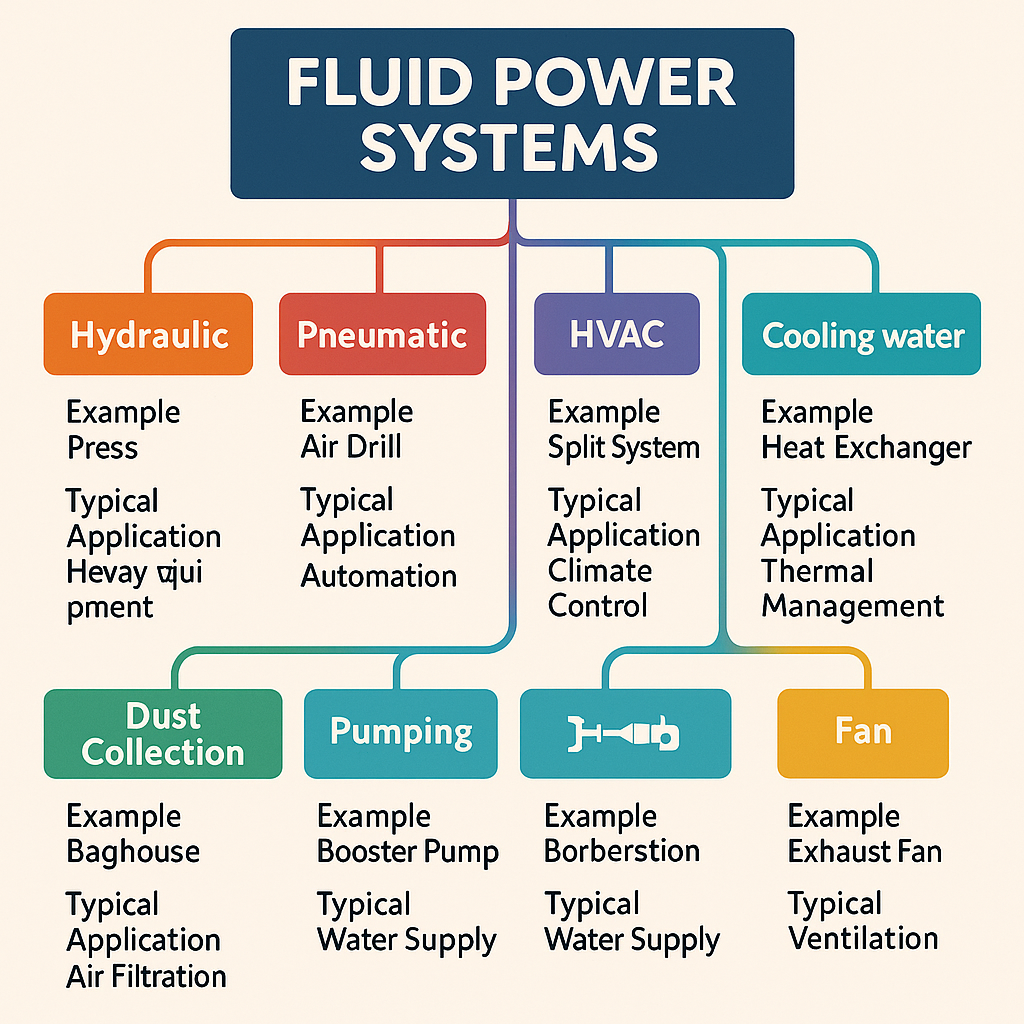 FLUID POWER
SYSTEMS
Hydraulic
Example
Press
Typical
Application
Hevay
pment
Pneumatic
Example
Air Drill
Typical
Application
Automation
HVAC
Example
Split System
Typical
Application
Climate
Control
Cooling water
Example
Heat Exchanger
Typical
Application
Thermal
Management
Dust
Collection
Example
Baghouse
Typical
Application
Air Filtration
Pumping
Example
Booster Pump
Typical
Water Supply
Example
Borberstion
Typical
Water Supply
Fan
Example
Exhaust Fan
Typical
Ventilation